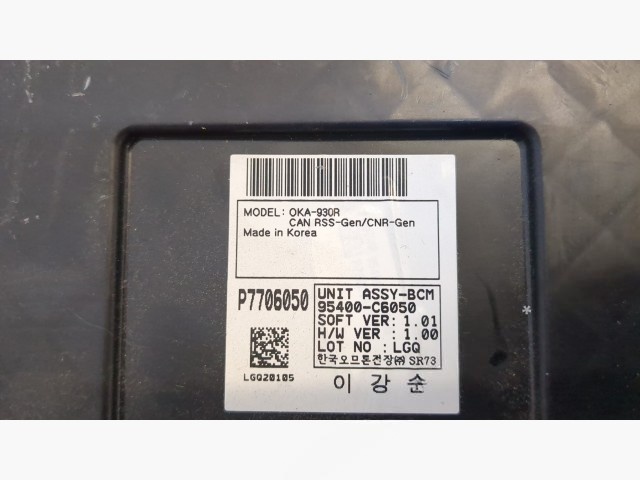 MODEL: OKA-930R
CAN RSS-Gen/CNR-Gen
Made in Korea
P7706050
UNIT ASSY-BCM
95400-C6050
SOFT VER: 1.01
H/W VER : 1.00
LOT NO : LGQ
한국오므론전장㈜ SR73
LGQ20105
이 강 순